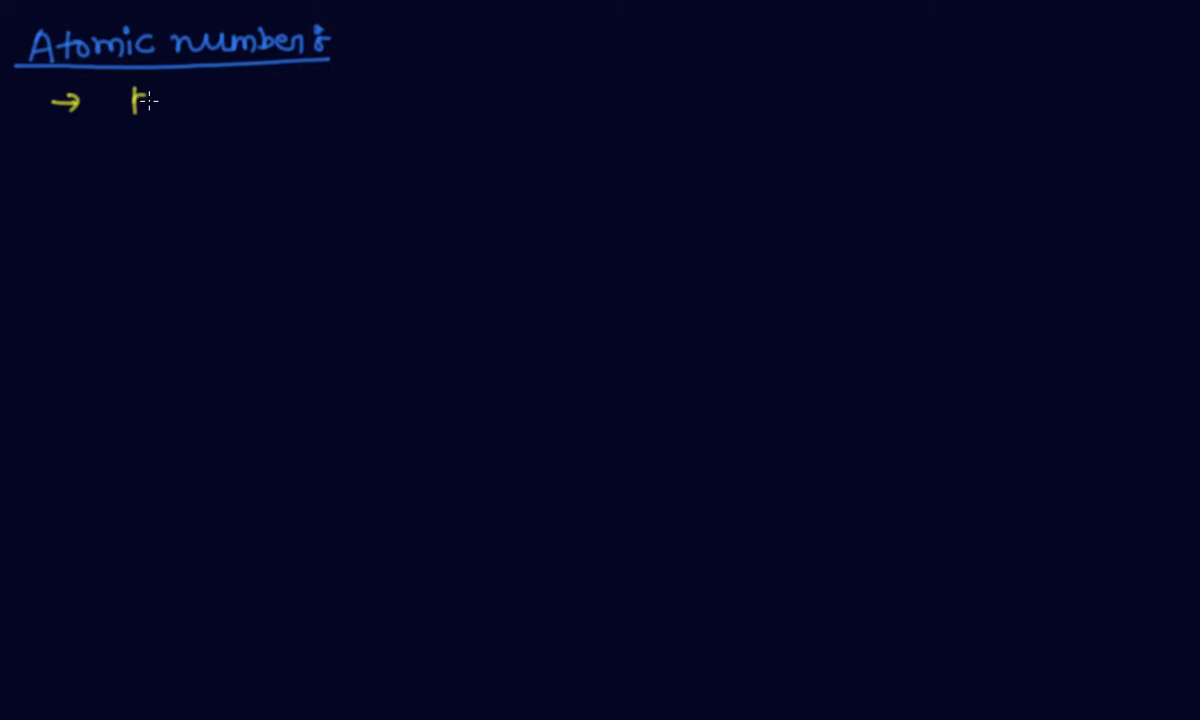 Atomic number :-
→